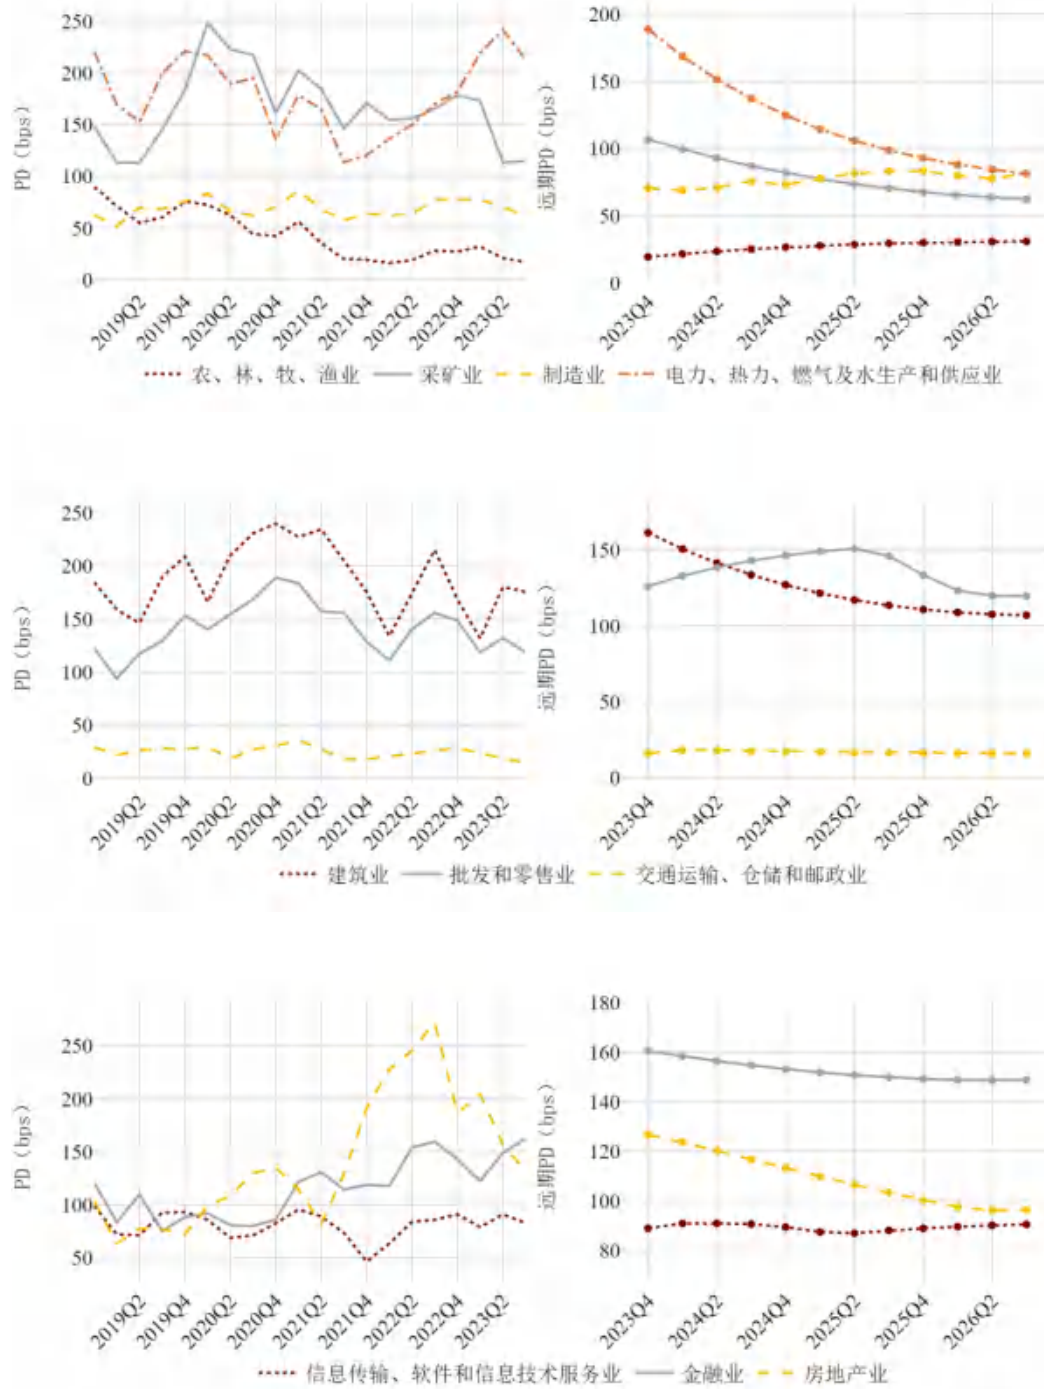 PD（bps）
250
200
150
100
50
0
2019Q2 2019Q4 2020Q2 2020Q4 2021Q2 2021Q4 2022Q2 2022Q4 2023Q2
远期PD（bps）
200
150
100
50
0
2023Q4 2024Q2 2024Q4 2025Q2 2025Q4 2026Q2
农、林、牧、渔业 采矿业 制造业 电力、热力、燃气及水生产和供应业
PD（bps）
250
200
150
100
50
0
2019Q2 2019Q4 2020Q2 2020Q4 2021Q2 2021Q4 2022Q2 2022Q4 2023Q2
远期PD（bps）
150
100
50
0
2023Q4 2024Q2 2024Q4 2025Q2 2025Q4 2026Q2
建筑业 批发和零售业 交通运输、仓储和邮政业
PD（bps）
250
200
150
100
50
2019Q2 2019Q4 2020Q2 2020Q4 2021Q2 2021Q4 2022Q2 2022Q4 2023Q2
远期PD（bps）
180
160
140
120
100
80
2023Q4 2024Q2 2024Q4 2025Q2 2025Q4 2026Q2
信息传输、软件和信息技术服务业 金融业 房地产业